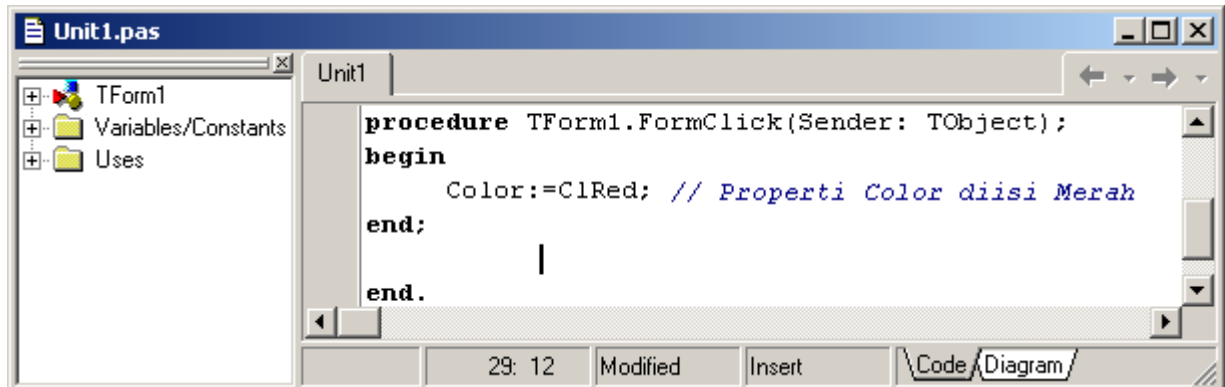 Unit1.pas
TForm1
Variables/Constants
Uses
Unit1
procedure TForm1.FormClick(Sender: TObject);
begin
Color:=ClRed; // Properti Color diisi Merah
end;
end.
29: 12 Modified Insert Code Diagram